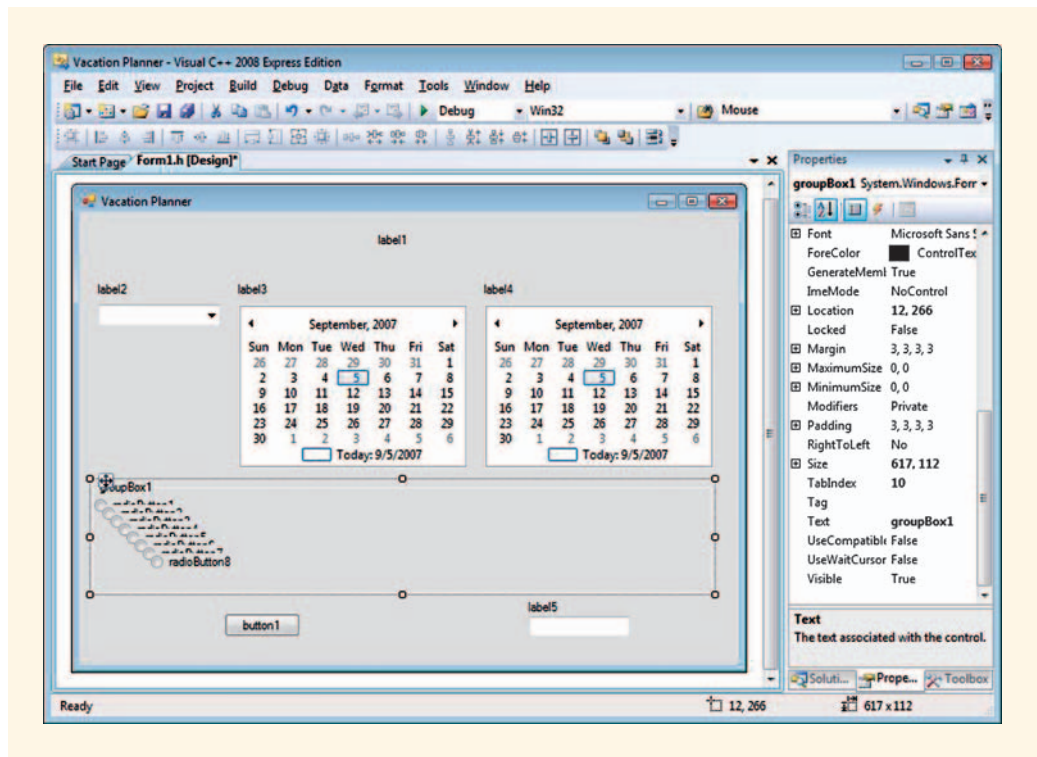 Vacation Planner - Visual C++ 2008 Express Edition
File Edit View Project Build Debug Data Format Tools Window Help
Debug Win32 Mouse
Start Page Form1.h [Design]*
Vacation Planner
label1
label2 label3 label4
September, 2007 September, 2007
Sun Mon Tue Wed Thu Fri Sat Sun Mon Tue Wed Thu Fri Sat
26 27 28 29 30 31 1 26 27 28 29 30 31 1
2 3 4 5 6 7 8 2 3 4 5 6 7 8
9 10 11 12 13 14 15 9 10 11 12 13 14 15
16 17 18 19 20 21 22 16 17 18 19 20 21 22
23 24 25 26 27 28 29 23 24 25 26 27 28 29
30 1 2 3 4 5 6 30 1 2 3 4 5 6
Today: 9/5/2007 Today: 9/5/2007
groupBox1
radioButton8
label5
button1
Properties
groupBox1 System.Windows.Forr
Font Microsoft Sans S
ForeColor ControlTex
GenerateMeml True
ImeMode NoControl
Location 12, 266
Locked False
Margin 3, 3, 3, 3
MaximumSize 0, 0
MinimumSize 0, 0
Modifiers Private
Padding 3, 3, 3, 3
RightToLeft No
Size 617, 112
TabIndex 10
Tag
Text groupBox1
UseCompatible False
UseWaitCursor False
Visible True
Text
The text associated with the control.
Soluti... Prope... Toolbox
Ready 12, 266 617 x 112